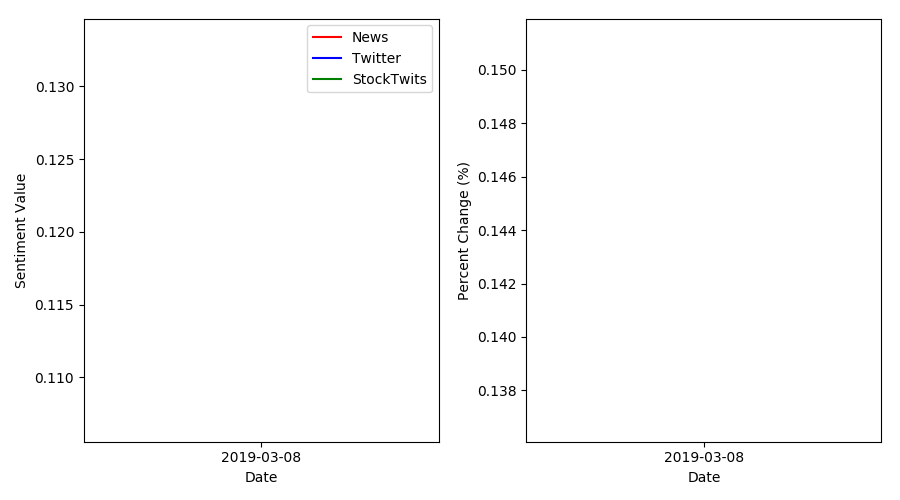 News
Twitter
StockTwits
0.130
0.125
0.120
0.115
0.110
Sentiment Value
2019-03-08
Date
0.150
0.148
0.146
0.144
0.142
0.140
0.138
Percent Change (%)
2019-03-08
Date